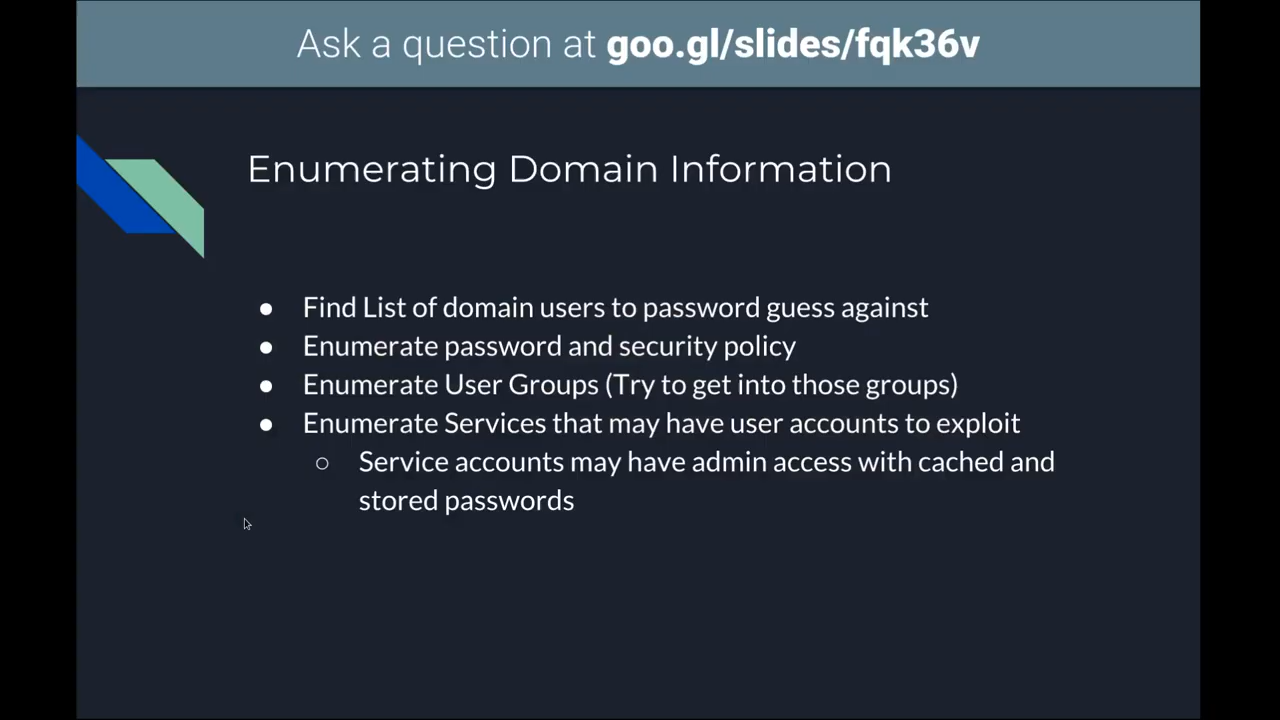 Ask a question at goo.gl/slides/fqk36v
Enumerating Domain Information
● Find List of domain users to password guess against
● Enumerate password and security policy
● Enumerate User Groups (Try to get into those groups)
● Enumerate Services that may have user accounts to exploit
○ Service accounts may have admin access with cached and
stored passwords